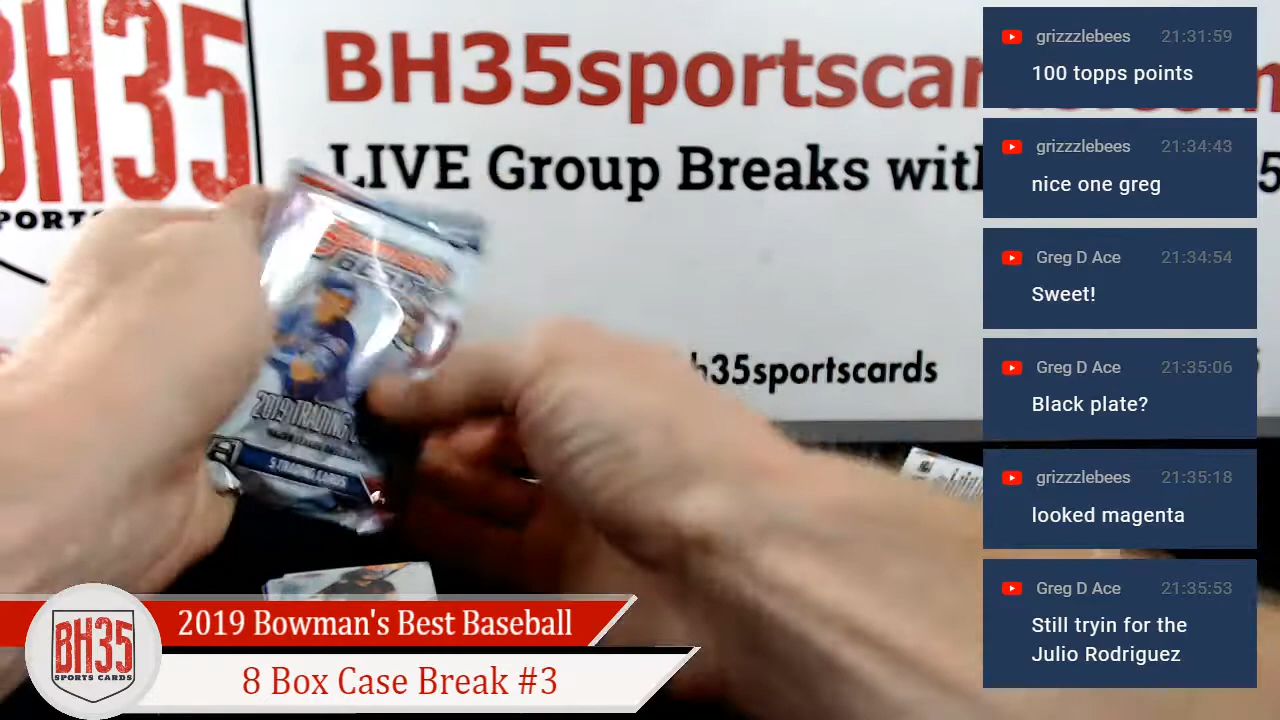 BH35
SPORTS
BH35sportscar
LIVE Group Breaks with
35sportscards
2019 TRADING
5 TRADING CARDS
2019 Bowman's Best Baseball
8 Box Case Break #3
BH35
SPORTS CARDS
grizzzlebees 21:31:59
100 topps points
grizzzlebees 21:34:43
nice one greg
Greg D Ace 21:34:54
Sweet!
Greg D Ace 21:35:06
Black plate?
grizzzlebees 21:35:18
looked magenta
Greg D Ace 21:35:53
Still tryin for the
Julio Rodriguez